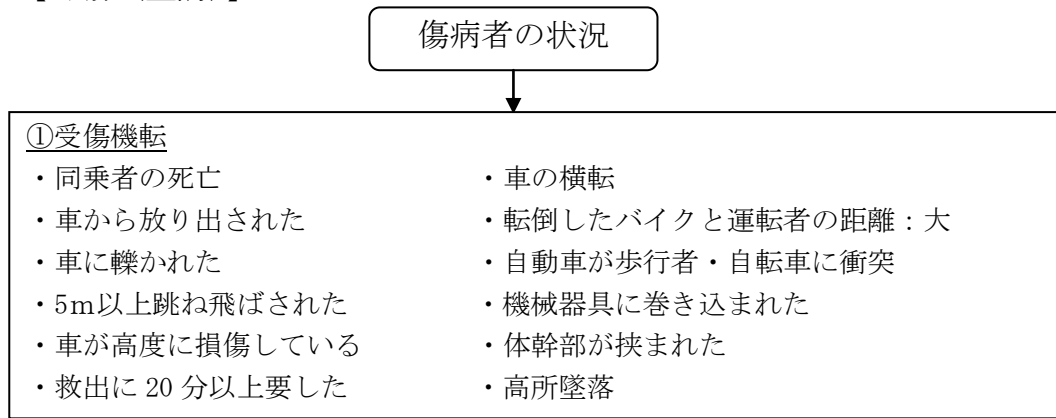 傷病者の状況
①受傷機転
・同乗者の死亡
・車の横転
・車から放り出された
・転倒したバイクと運転者の距離：大
・車に轢かれた
・自動車が歩行者・自転車に衝突
・5m以上跳ね飛ばされた
・機械器具に巻き込まれた
・車が高度に損傷している
・体幹部が挟まれた
・救出に 20 分以上要した
・高所墜落